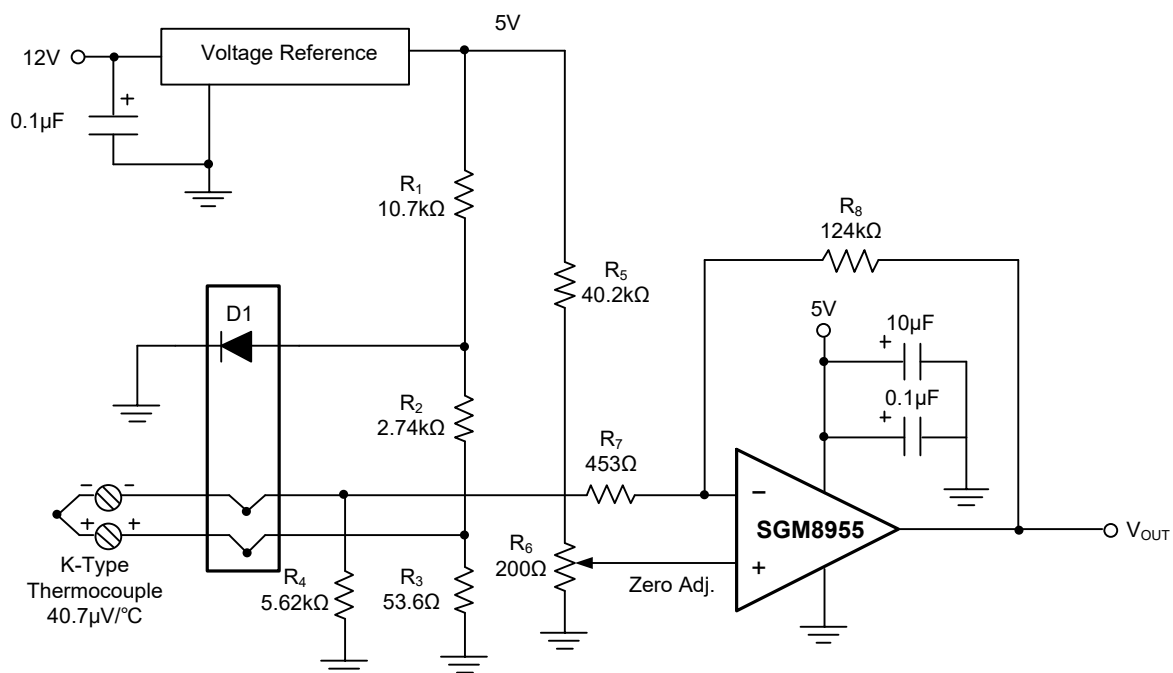 5V
12V
Voltage Reference
+
0.1μF
R1
10.7kΩ
R8
124kΩ
R5
40.2kΩ
D1
5V
+
10μF
0.1μF
+
R2
2.74kΩ
R7
453Ω
− −
−
SGM8955
+ +
R6
200Ω
+
VOUT
K-Type
Thermocouple
40.7μV/℃
R4
5.62kΩ
R3
53.6Ω
Zero Adj.